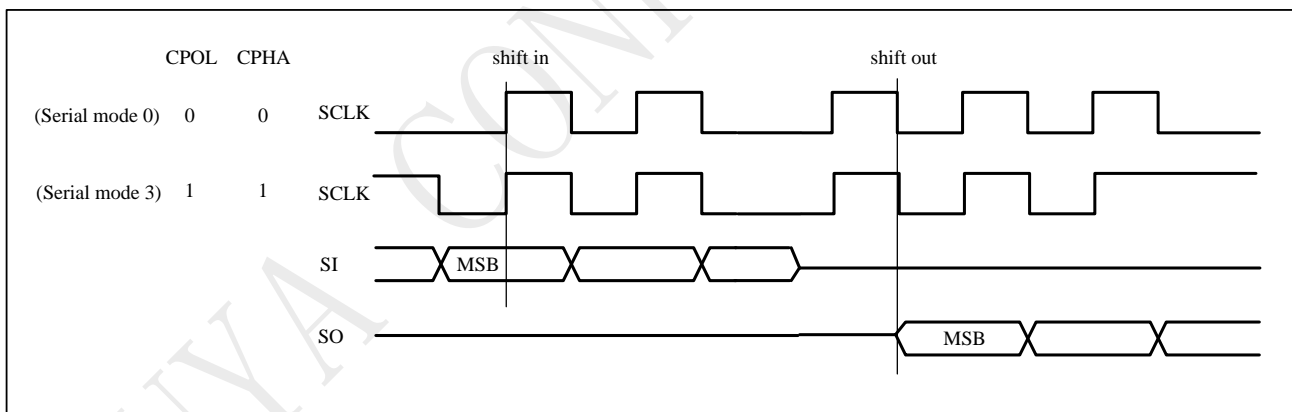 CPOL CPHA shift in shift out
(Serial mode 0) 0 0 SCLK
(Serial mode 3) 1 1 SCLK
SI MSB
SO MSB